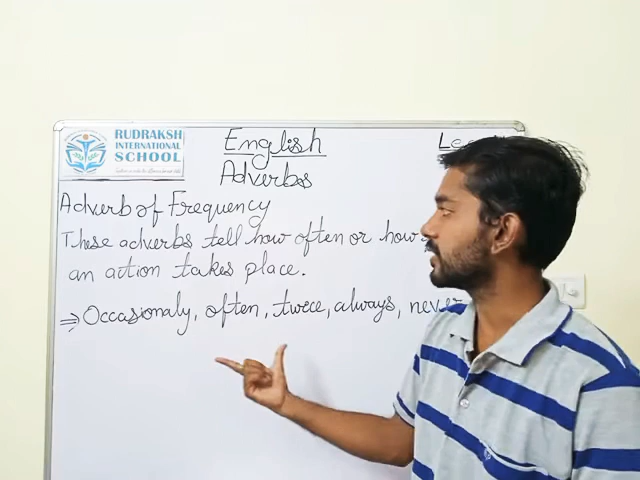 RUDRAKSH
INTERNATIONAL
SCHOOL
English
Adverbs
Adverb of Frequency
These adverbs tell how often or how
an action takes place.
⇒ Occasionaly, often, twice, always, never